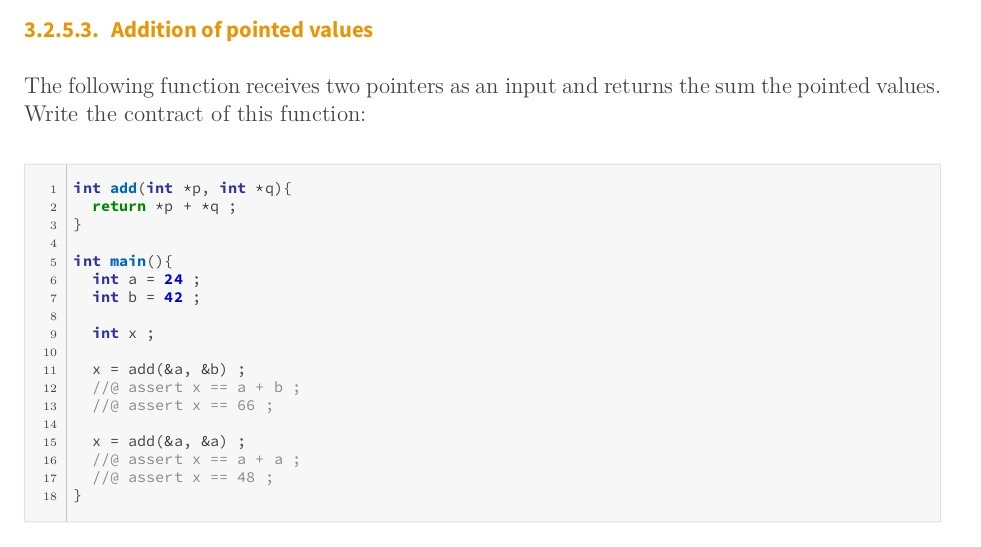 3.2.5.3. Addition of pointed values
The following function receives two pointers as an input and returns the sum the pointed values.
Write the contract of this function:
1 int add(int *p, int *q){
2   return *p + *q ;
3 }
4
5 int main(){
6   int a = 24 ;
7   int b = 42 ;
8
9   int x ;
10
11   x = add(&a, &b) ;
12   //@ assert x == a + b ;
13   //@ assert x == 66 ;
14
15   x = add(&a, &a) ;
16   //@ assert x == a + a ;
17   //@ assert x == 48 ;
18 }